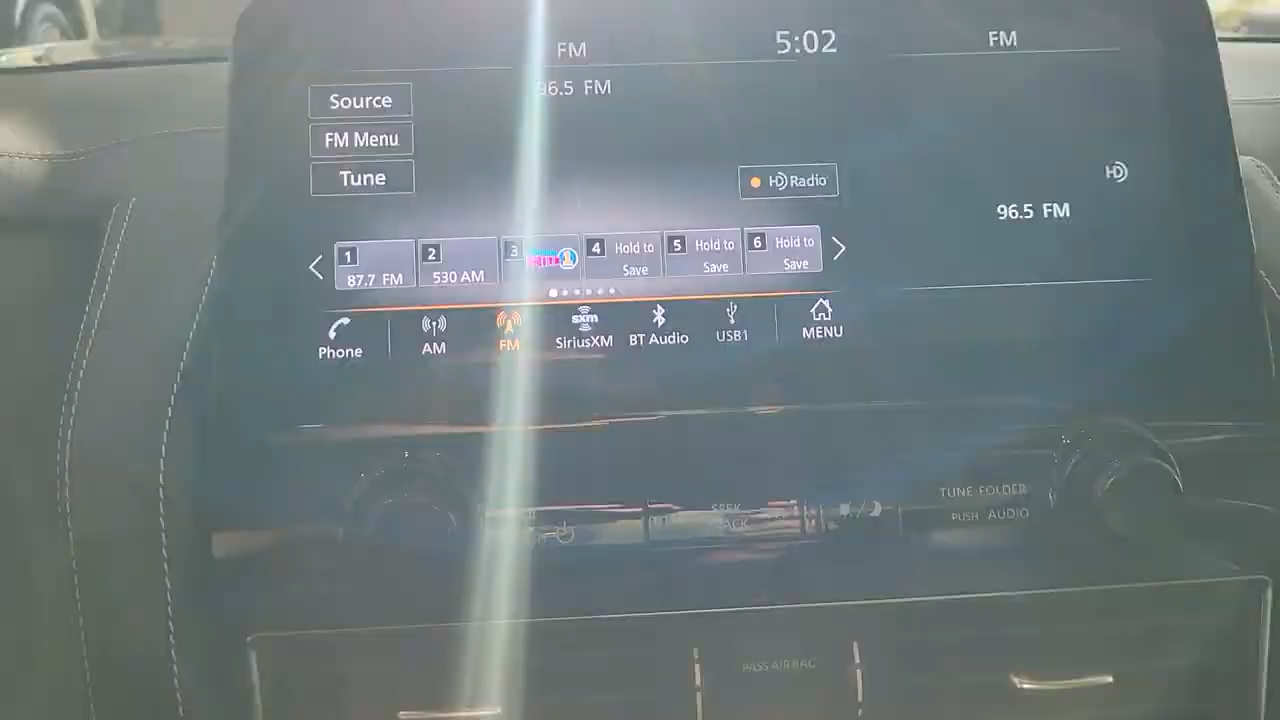 FM
5:02
FM
96.5 FM
Source
FM Menu
Tune
HD Radio
HD
96.5 FM
1
87.7 FM
2
530 AM
3
4 Hold to
Save
5 Hold to
Save
6 Hold to
Save
Phone
AM
FM
sxm
SiriusXM
BT Audio
USB1
MENU
TUNE·FOLDER
PUSH AUDIO
SEEK
PASS AIR BAG